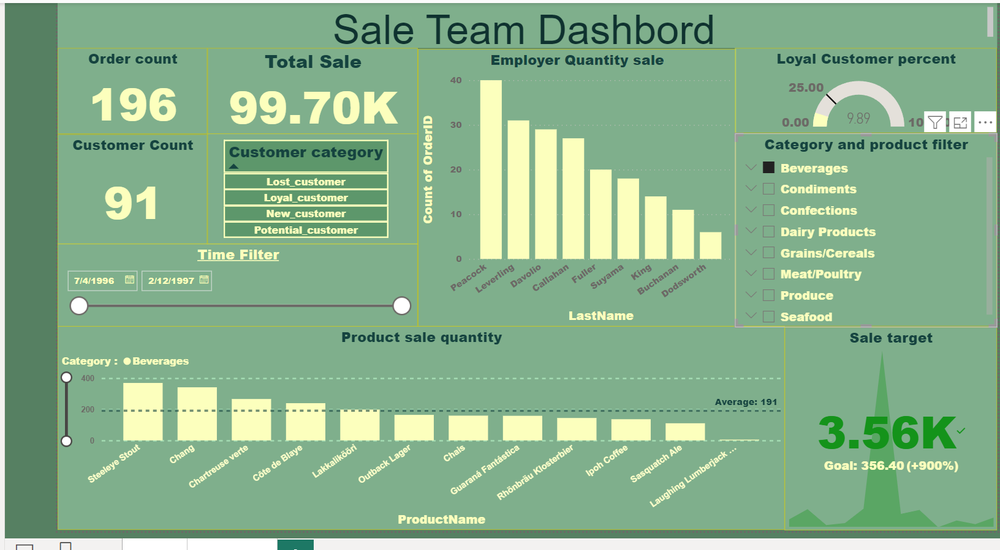 Sale Team Dashbord
Order count
196
Total Sale
99.70K
Customer Count
91
Customer category
Lost_customer
Loyal_customer
New_customer
Potential_customer
Time Filter
7/4/1996
2/12/1997
Employer Quantity sale
Count of OrderID
40
30
20
10
0
Peacock
Leverling
Davolio
Callahan
Fuller
Suyama
King
Buchanan
Dodsworth
LastName
Loyal Customer percent
25.00
0.00
9.89
Category and product filter
Beverages
Condiments
Confections
Dairy Products
Grains/Cereals
Meat/Poultry
Produce
Seafood
Product sale quantity
Category : Beverages
400
200
0
Average: 191
Steeleye Stout
Chang
Chartreuse verte
Côte de Blaye
Lakkalikööri
Outback Lager
Chais
Guaraná Fantástica
Rhönbräu Klosterbier
Ipoh Coffee
Sasquatch Ale
Laughing Lumberjack ...
ProductName
Sale target
3.56K
Goal: 356.40 (+900%)